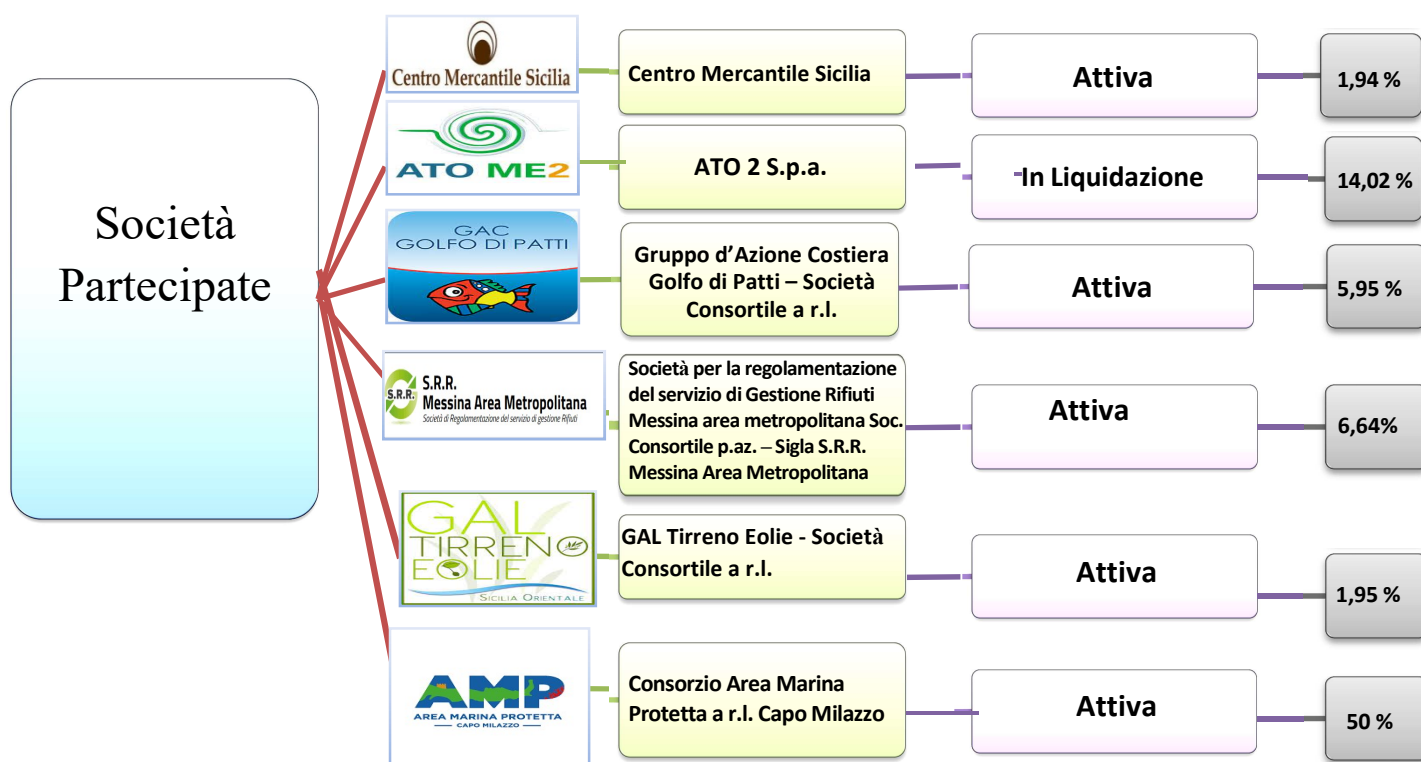 Società
Partecipate
Centro Mercantile Sicilia
Centro Mercantile Sicilia
Attiva
1,94 %
ATO ME2
ATO 2 S.p.a.
In Liquidazione
14,02 %
GAC
GOLFO DI PATTI
Gruppo d’Azione Costiera
Golfo di Patti – Società
Consortile a r.l.
Attiva
5,95 %
S.R.R.
S.R.R.
Messina Area Metropolitana
Società di Regolamentazione del servizio di gestione Rifiuti
Società per la regolamentazione
del servizio di Gestione Rifiuti
Messina area metropolitana Soc.
Consortile p.az. – Sigla S.R.R.
Messina Area Metropolitana
Attiva
6,64%
GAL
TIRRENO
EOLIE
SICILIA ORIENTALE
GAL Tirreno Eolie - Società
Consortile a r.l.
Attiva
1,95 %
AMP
AREA MARINA PROTETTA
CAPO MILAZZO
Consorzio Area Marina
Protetta a r.l. Capo Milazzo
Attiva
50 %